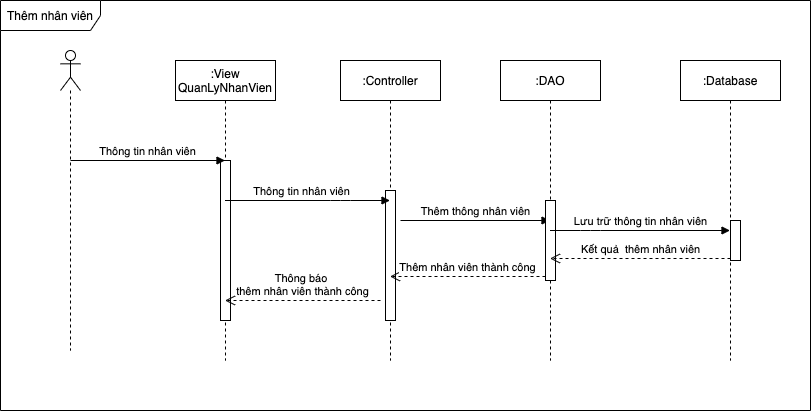 Thêm nhân viên
:View
QuanLyNhanVien
:Controller
:DAO
:Database
Thông tin nhân viên
Thông tin nhân viên
Thêm thông nhân viên
Lưu trữ thông tin nhân viên
Kết quả thêm nhân viên
Thêm nhân viên thành công
Thông báo
thêm nhân viên thành công